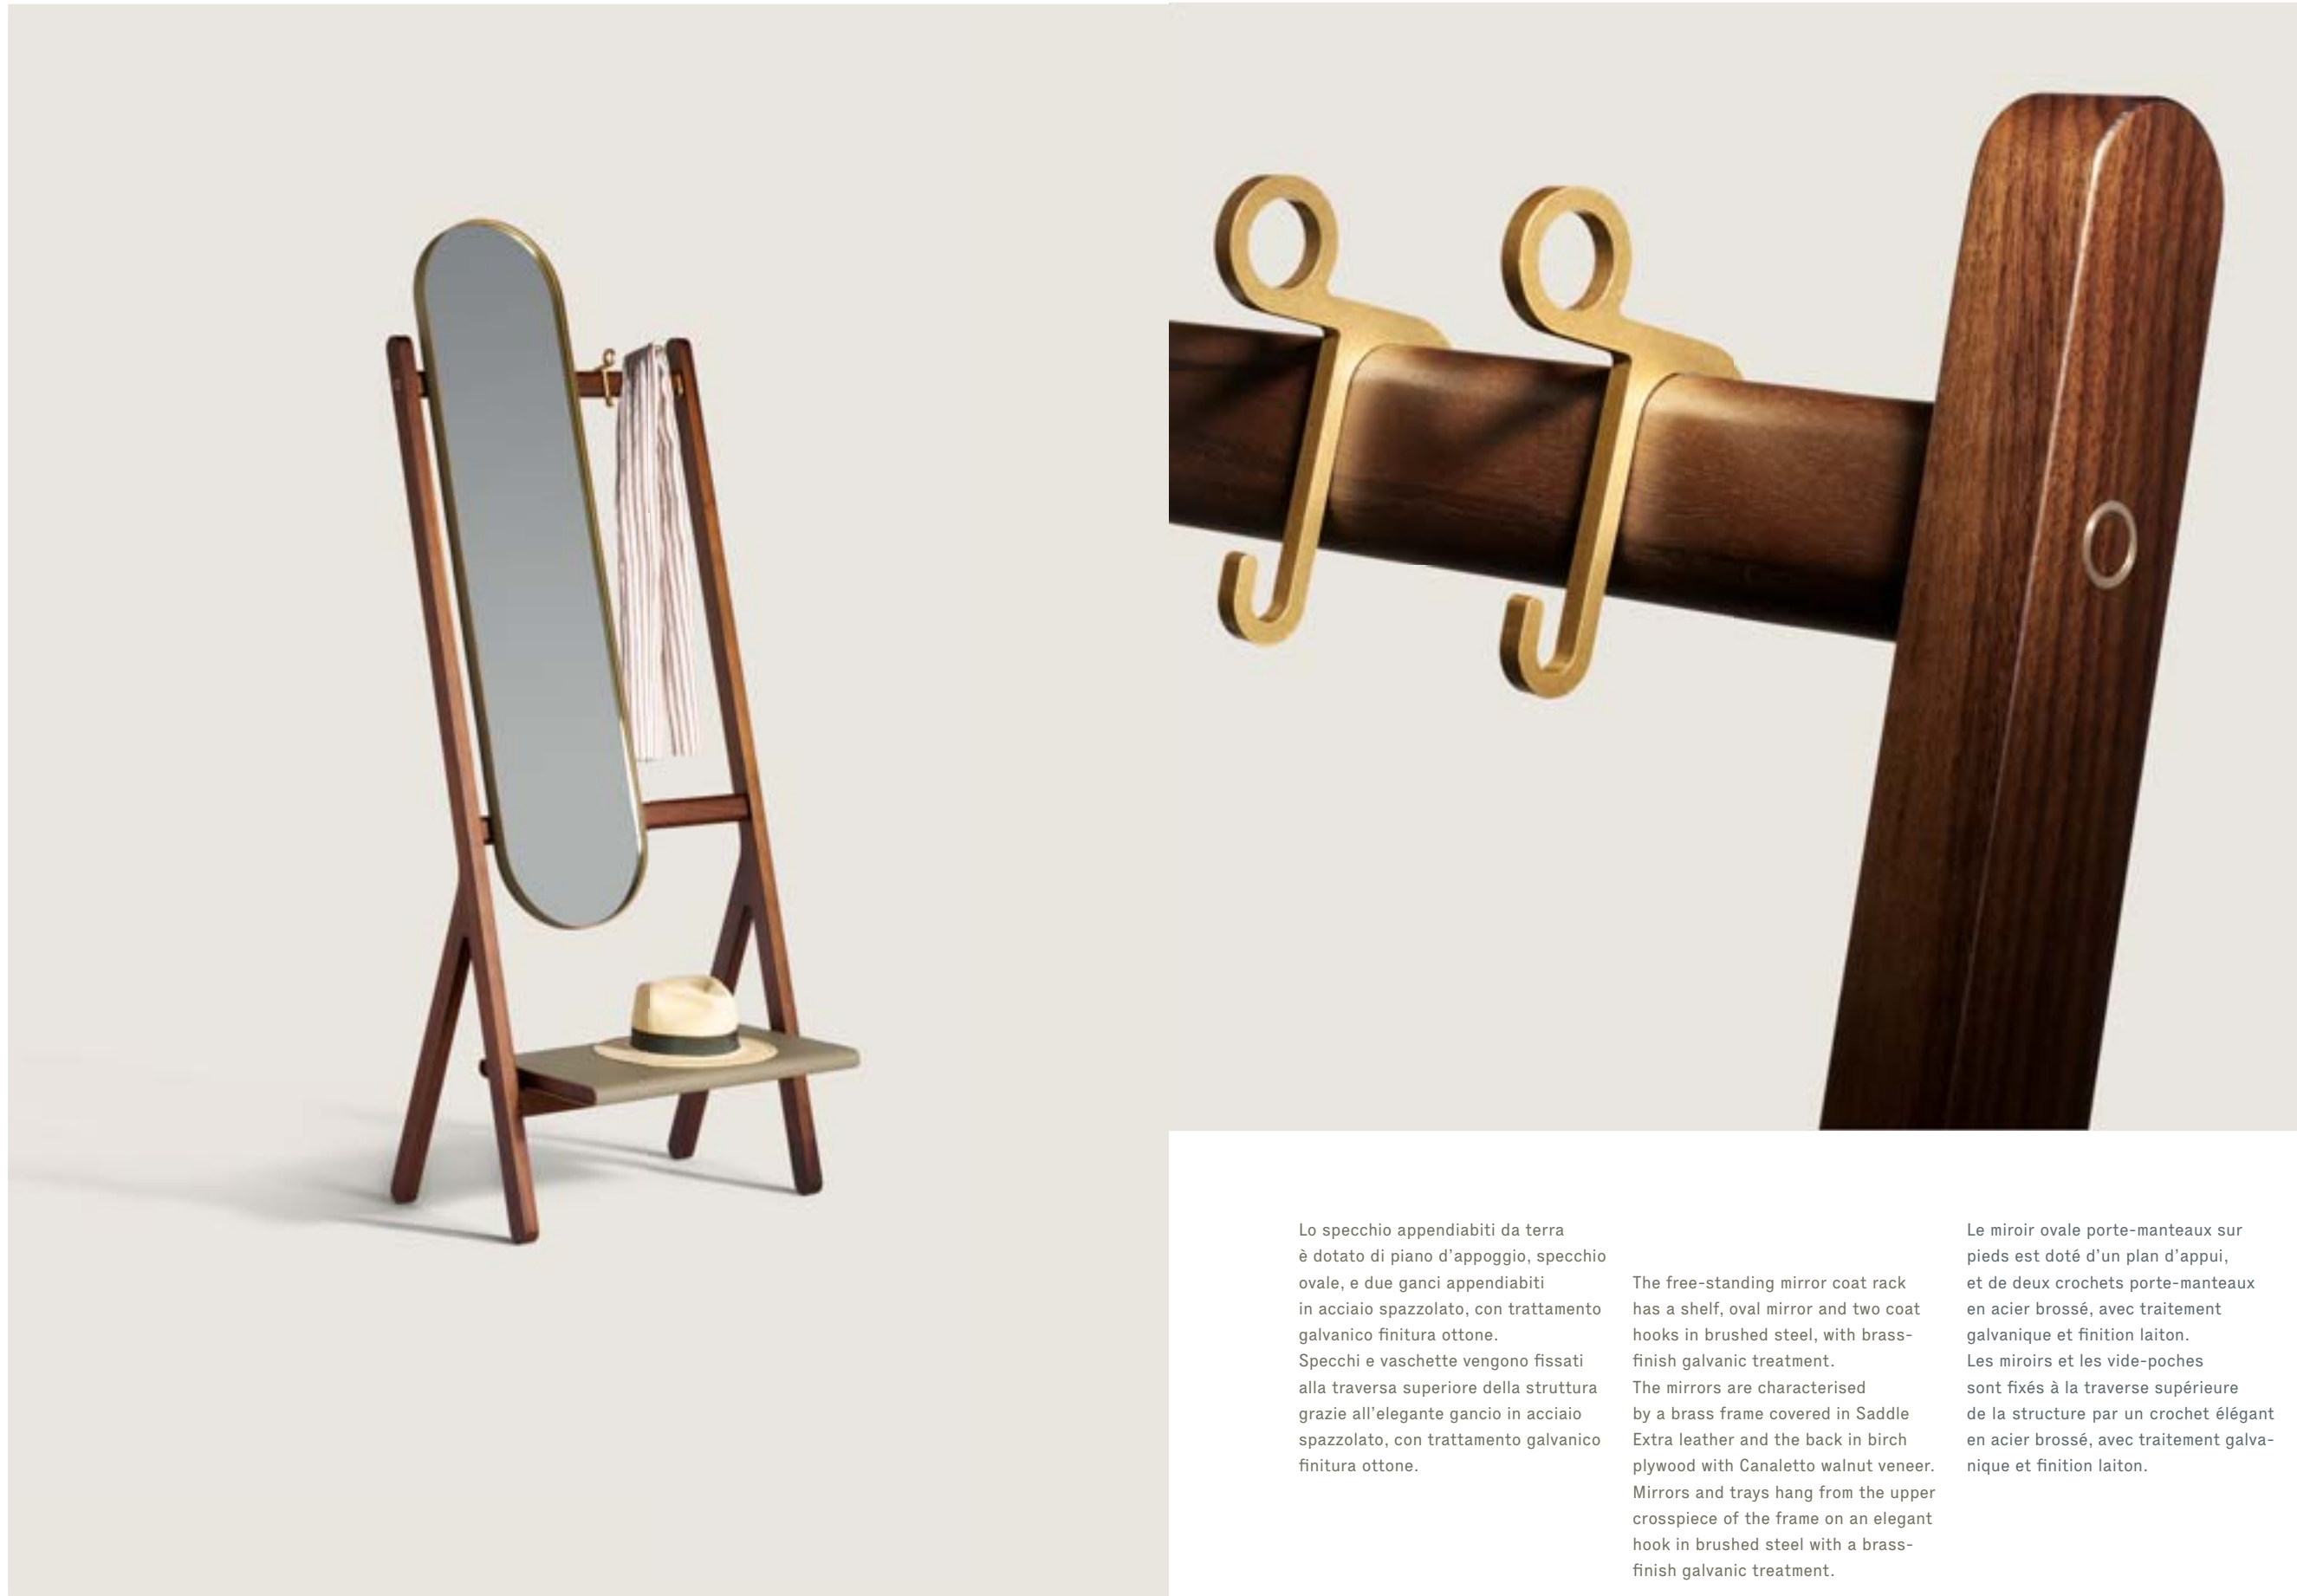 Lo specchio appendiabiti da terra
è dotato di piano d'appoggio, specchio
ovale, e due ganci appendiabiti
in acciaio spazzolato, con trattamento
galvanico finitura ottone.
Specchi e vaschette vengono fissati
alla traversa superiore della struttura
grazie all'elegante gancio in acciaio
spazzolato, con trattamento galvanico
finitura ottone.
The free-standing mirror coat rack
has a shelf, oval mirror and two coat
hooks in brushed steel, with brass-
finish galvanic treatment.
The mirrors are characterised
by a brass frame covered in Saddle
Extra leather and the back in birch
plywood with Canaletto walnut veneer.
Mirrors and trays hang from the upper
crosspiece of the frame on an elegant
hook in brushed steel with a brass-
finish galvanic treatment.
Le miroir ovale porte-manteaux sur
pieds est doté d'un plan d'appui,
et de deux crochets porte-manteaux
en acier brossé, avec traitement
galvanique et finition laiton.
Les miroirs et les vide-poches
sont fixés à la traverse supérieure
de la structure par un crochet élégant
en acier brossé, avec traitement galva-
nique et finition laiton.